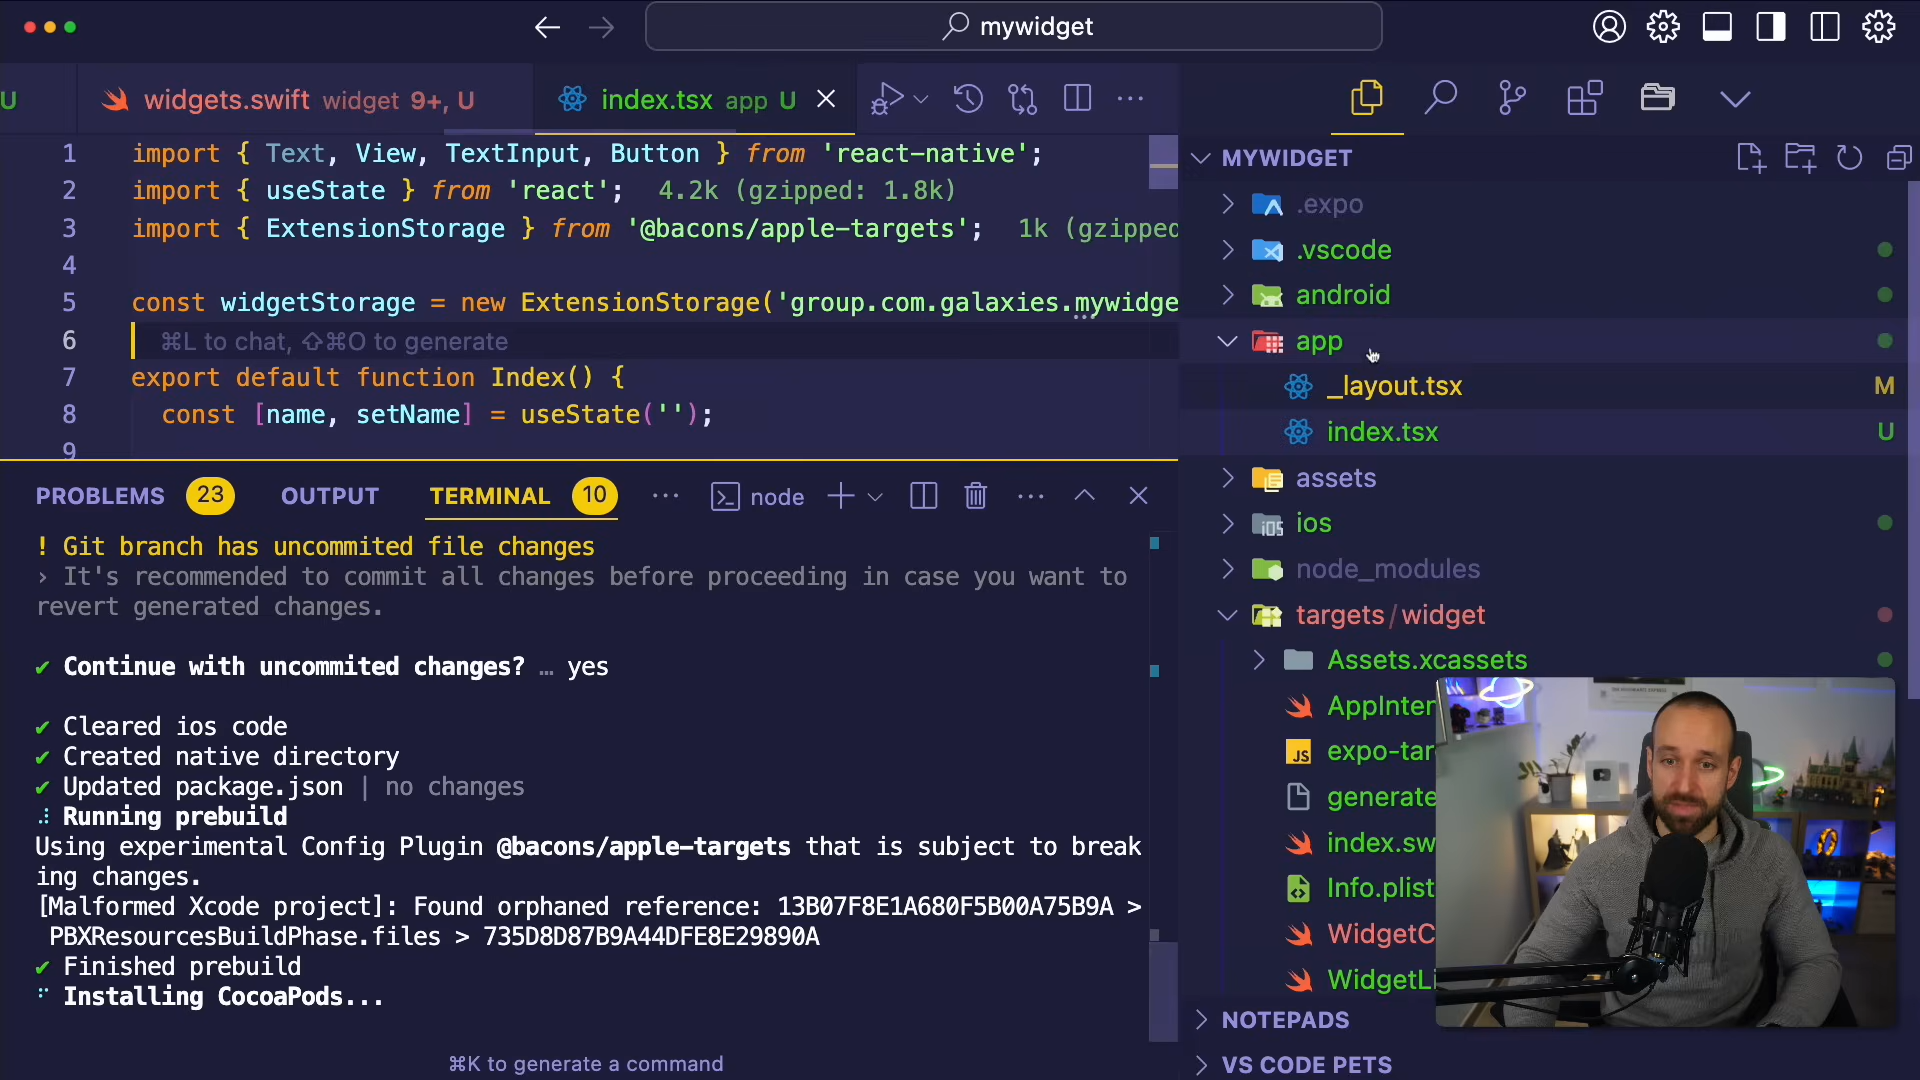 mywidget
U
widgets.swift widget 9+, U
index.tsx app U
1 import { Text, View, TextInput, Button } from 'react-native';
2 import { useState } from 'react'; 4.2k (gzipped: 1.8k)
3 import { ExtensionStorage } from '@bacons/apple-targets'; 1k (gzipped
4
5 const widgetStorage = new ExtensionStorage('group.com.galaxies.mywidge
6 ⌘L to chat, ⇧⌘O to generate
7 export default function Index() {
8 const [name, setName] = useState('');
9
PROBLEMS 23 OUTPUT TERMINAL 10 ... node
! Git branch has uncommited file changes
› It's recommended to commit all changes before proceeding in case you want to
revert generated changes.
✔ Continue with uncommited changes? … yes
✔ Cleared ios code
✔ Created native directory
✔ Updated package.json | no changes
Running prebuild
Using experimental Config Plugin @bacons/apple-targets that is subject to break
ing changes.
[Malformed Xcode project]: Found orphaned reference: 13B07F8E1A680F5B00A75B9A >
PBXResourcesBuildPhase.files > 735D8D87B9A44DFE8E29890A
✔ Finished prebuild
Installing CocoaPods...
⌘K to generate a command
MYWIDGET
.expo
.vscode
android
app
_layout.tsx M
index.tsx U
assets
ios
node_modules
targets/widget
Assets.xcassets
AppInter
JS expo-tar
generate
index.sw
Info.plist
WidgetC
WidgetLi
NOTEPADS
VS CODE PETS